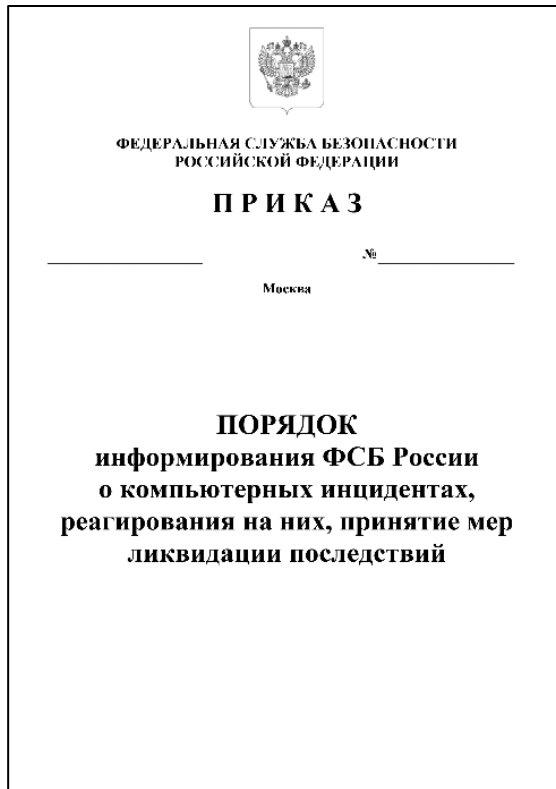 ФЕДЕРАЛЬНАЯ СЛУЖБА БЕЗОПАСНОСТИ
РОССИЙСКОЙ ФЕДЕРАЦИИ
П Р И К А З
№
Москва
ПОРЯДОК
информирования ФСБ России
о компьютерных инцидентах,
реагирования на них, принятие мер
ликвидации последствий